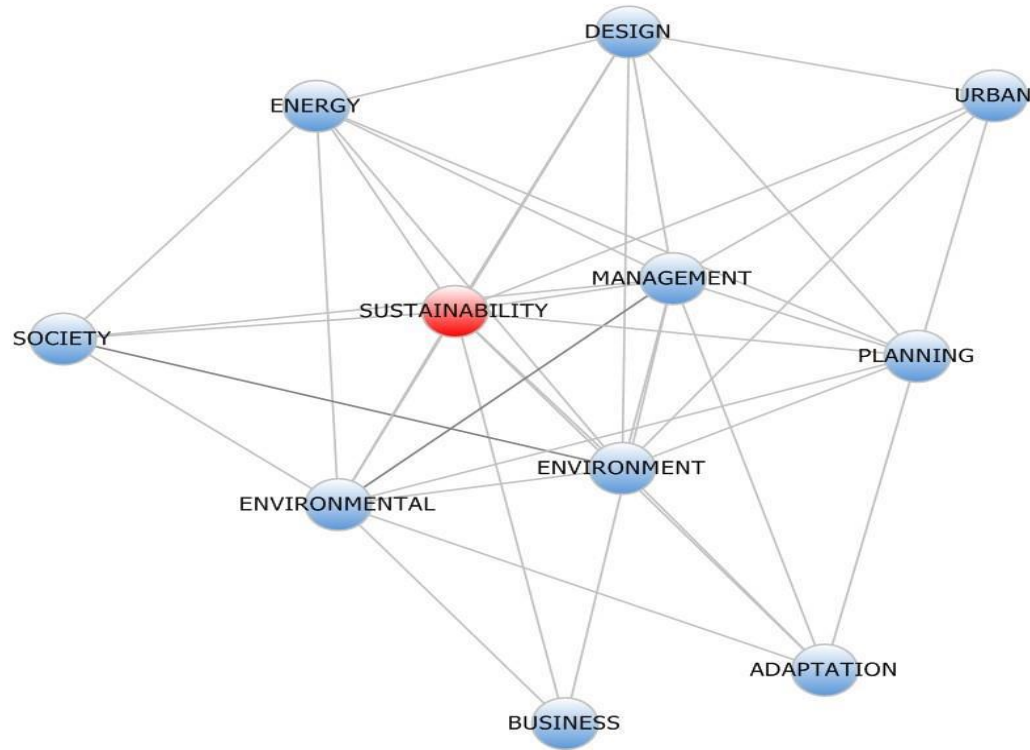 DESIGN
URBAN
ENERGY
MANAGEMENT
SUSTAINABILITY
SOCIETY
PLANNING
ENVIRONMENT
ENVIRONMENTAL
ADAPTATION
BUSINESS